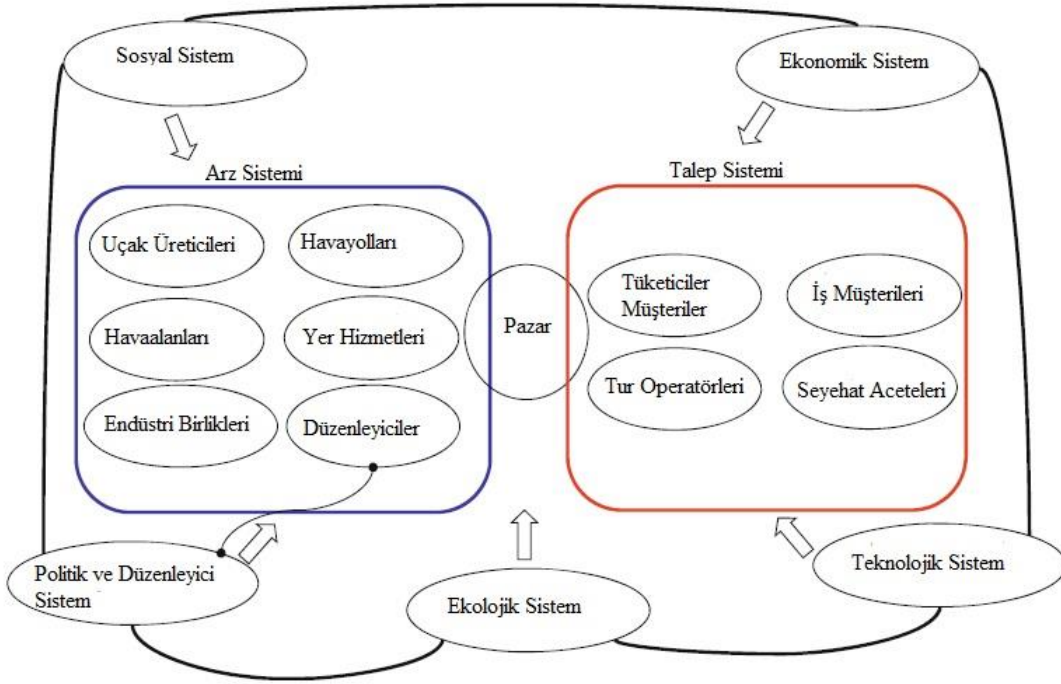 Sosyal Sistem
Ekonomik Sistem
Arz Sistemi
Talep Sistemi
Uçak Üreticileri
Havayolları
Havaalanları
Yer Hizmetleri
Endüstri Birlikleri
Düzenleyiciler
Pazar
Tüketiciler
Müşteriler
İş Müşterileri
Tur Operatörleri
Seyehat Aceteleri
Politik ve Düzenleyici
Sistem
Ekolojik Sistem
Teknolojik Sistem